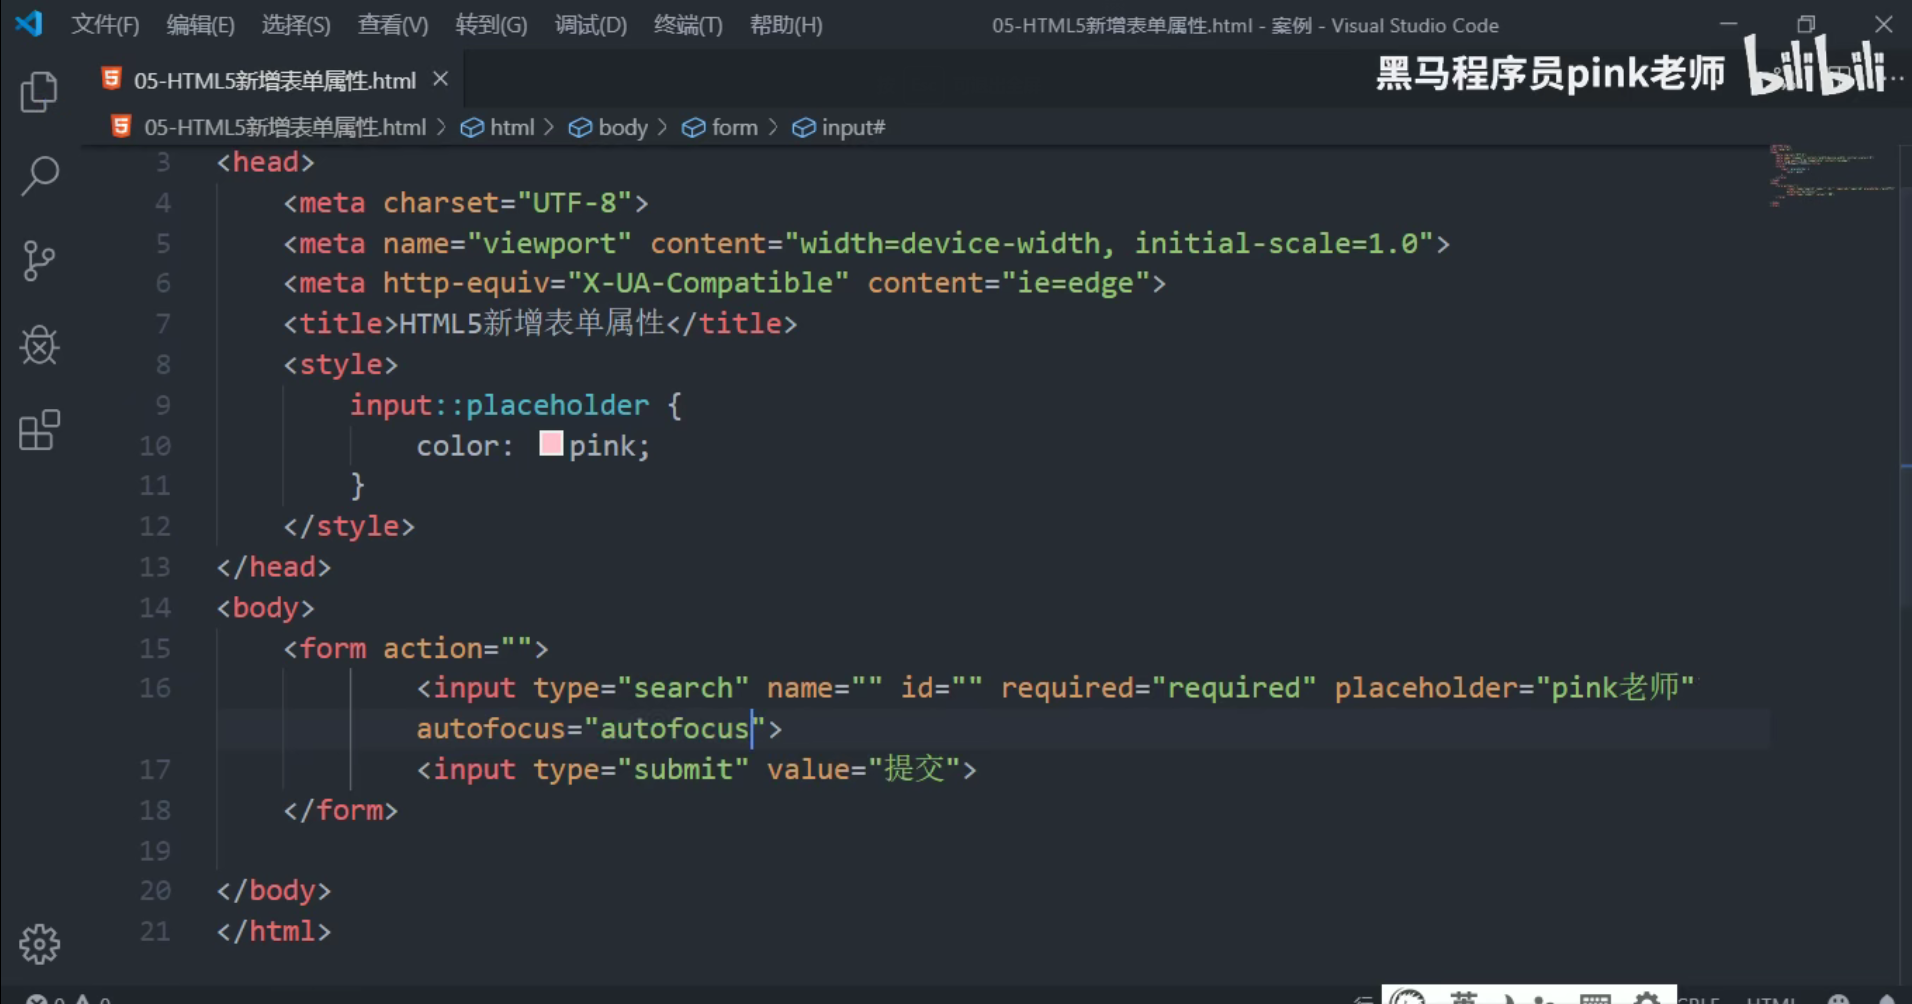 文件(F) 编辑(E) 选择(S) 查看(V) 转到(G) 调试(D) 终端(T) 帮助(H) 05-HTML5新增表单属性.html - 案例 - Visual Studio Code
05-HTML5新增表单属性.html
黑马程序员pink老师 bilibili
05-HTML5新增表单属性.html > html > body > form > input#
3 <head>
4 <meta charset="UTF-8">
5 <meta name="viewport" content="width=device-width, initial-scale=1.0">
6 <meta http-equiv="X-UA-Compatible" content="ie=edge">
7 <title>HTML5新增表单属性</title>
8 <style>
9 input::placeholder {
10 color: pink;
11 }
12 </style>
13 </head>
14 <body>
15 <form action="">
16 <input type="search" name="" id="" required="required" placeholder="pink老师"
autofocus="autofocus">
17 <input type="submit" value="提交">
18 </form>
19
20 </body>
21 </html>